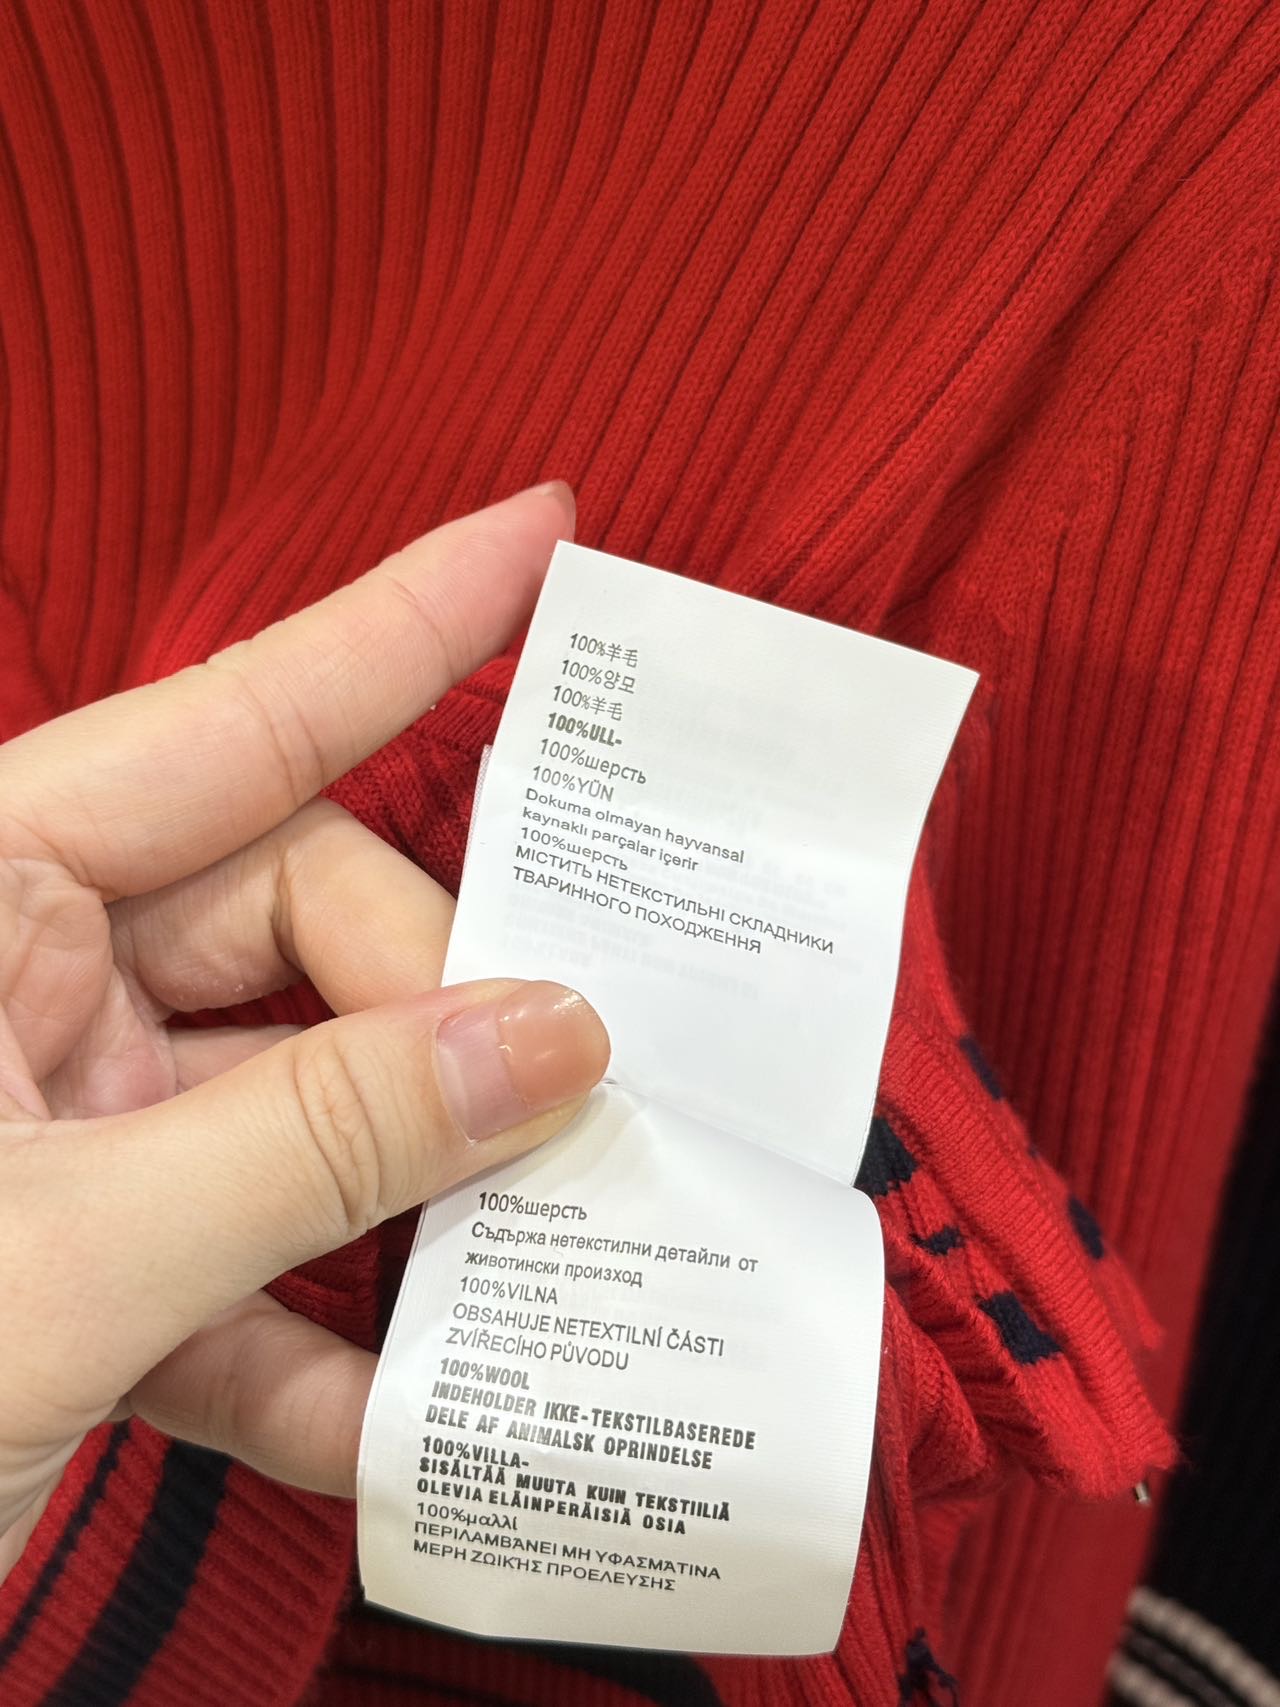 100%羊毛
100%양모
100%羊毛
100%ULL-
100%шерсть
100%YÜN
Dokuma olmayan hayvansal
kaynaklı parçalar içerir
100%шерсть
МІСТИТЬ НЕТЕКСТИЛЬНІ СКЛАДНИКИ
ТВАРИННОГО ПОХОДЖЕННЯ
100%шерсть
Съдържа нетекстилни детайли от
животински произход
100%VILNA
OBSAHUJE NETEXTILNÍ ČÁSTI
ZVÍŘECÍHO PŮVODU
100%WOOL
INDEHOLDER IKKE-TEKSTILBASEREDE
DELE AF ANIMALSK OPRINDELSE
100%VILLA-
SISÄLTÄÄ MUUTA KUIN TEKSTIILIÄ
OLEVIA ELÄINPERÄISIÄ OSIA
100%μαλλί
ΠΕΡΙΛΑΜΒΆΝΕΙ ΜΗ ΥΦΑΣΜΆΤΙΝΑ
ΜΕΡΗ ΖΩΙΚΉΣ ΠΡΟΕΛΕΥΣΗΣ